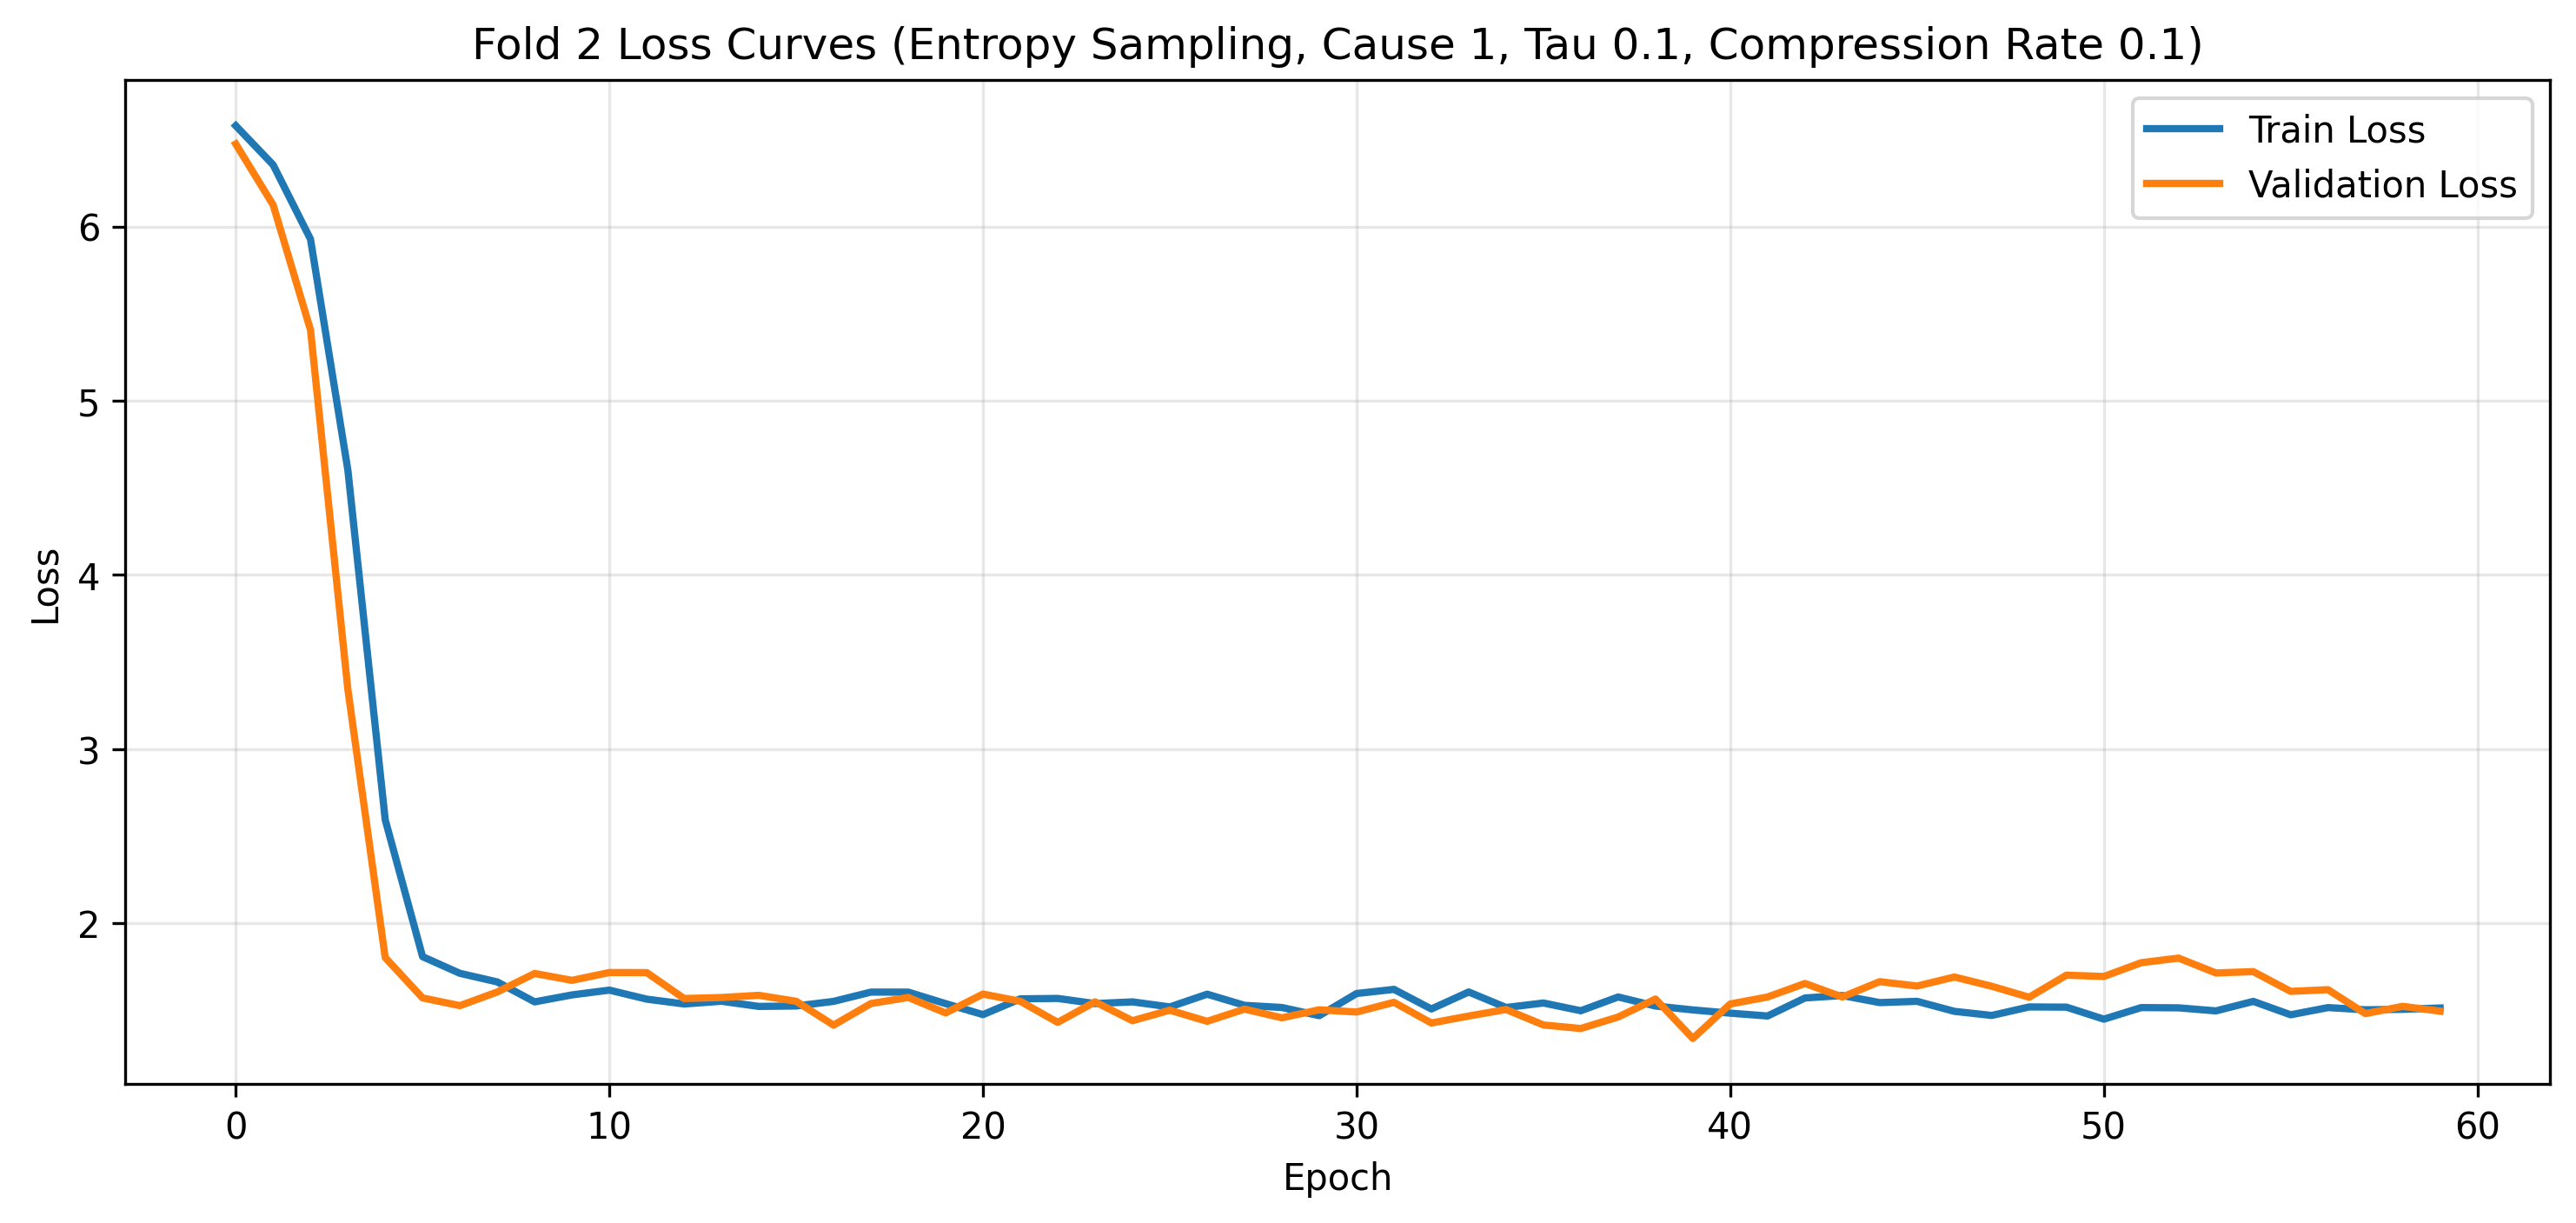 Fold 2 Loss Curves (Entropy Sampling, Cause 1, Tau 0.1, Compression Rate 0.1)
Train Loss
Validation Loss
6
5
4
3
2
Loss
0 10 20 30 40 50 60
Epoch